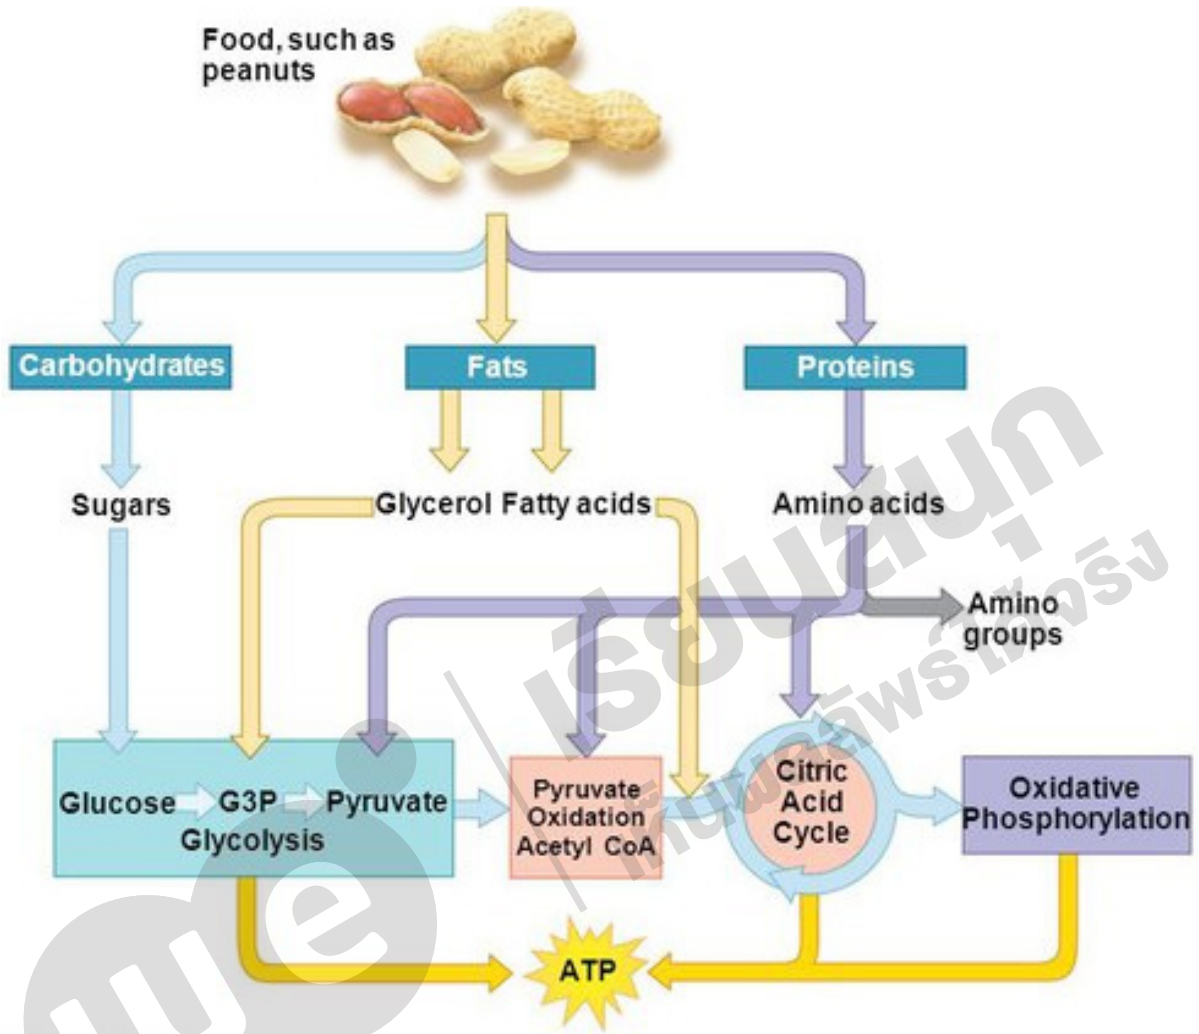 Food, such as
peanuts
Carbohydrates
Fats
Proteins
Sugars
Glycerol Fatty acids
Amino acids
Amino
groups
Glucose
G3P
Pyruvate
Glycolysis
Pyruvate
Oxidation
Acetyl CoA
Citric
Acid
Cycle
Oxidative
Phosphorylation
ATP
we
เรียนสนุก